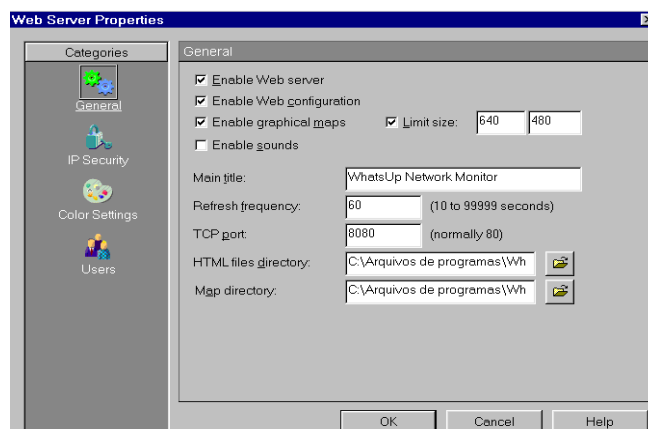 Web Server Properties
Categories
General
IP Security
Color Settings
Users
General
Enable Web server
Enable Web configuration
Enable graphical maps Limit size: 640 480
Enable sounds
Main title: WhatsUp Network Monitor
Refresh frequency: 60 (10 to 99999 seconds)
TCP port: 8080 (normally 80)
HTML files directory: C:\Arquivos de programas\Wh
Map directory: C:\Arquivos de programas\Wh
OK Cancel Help